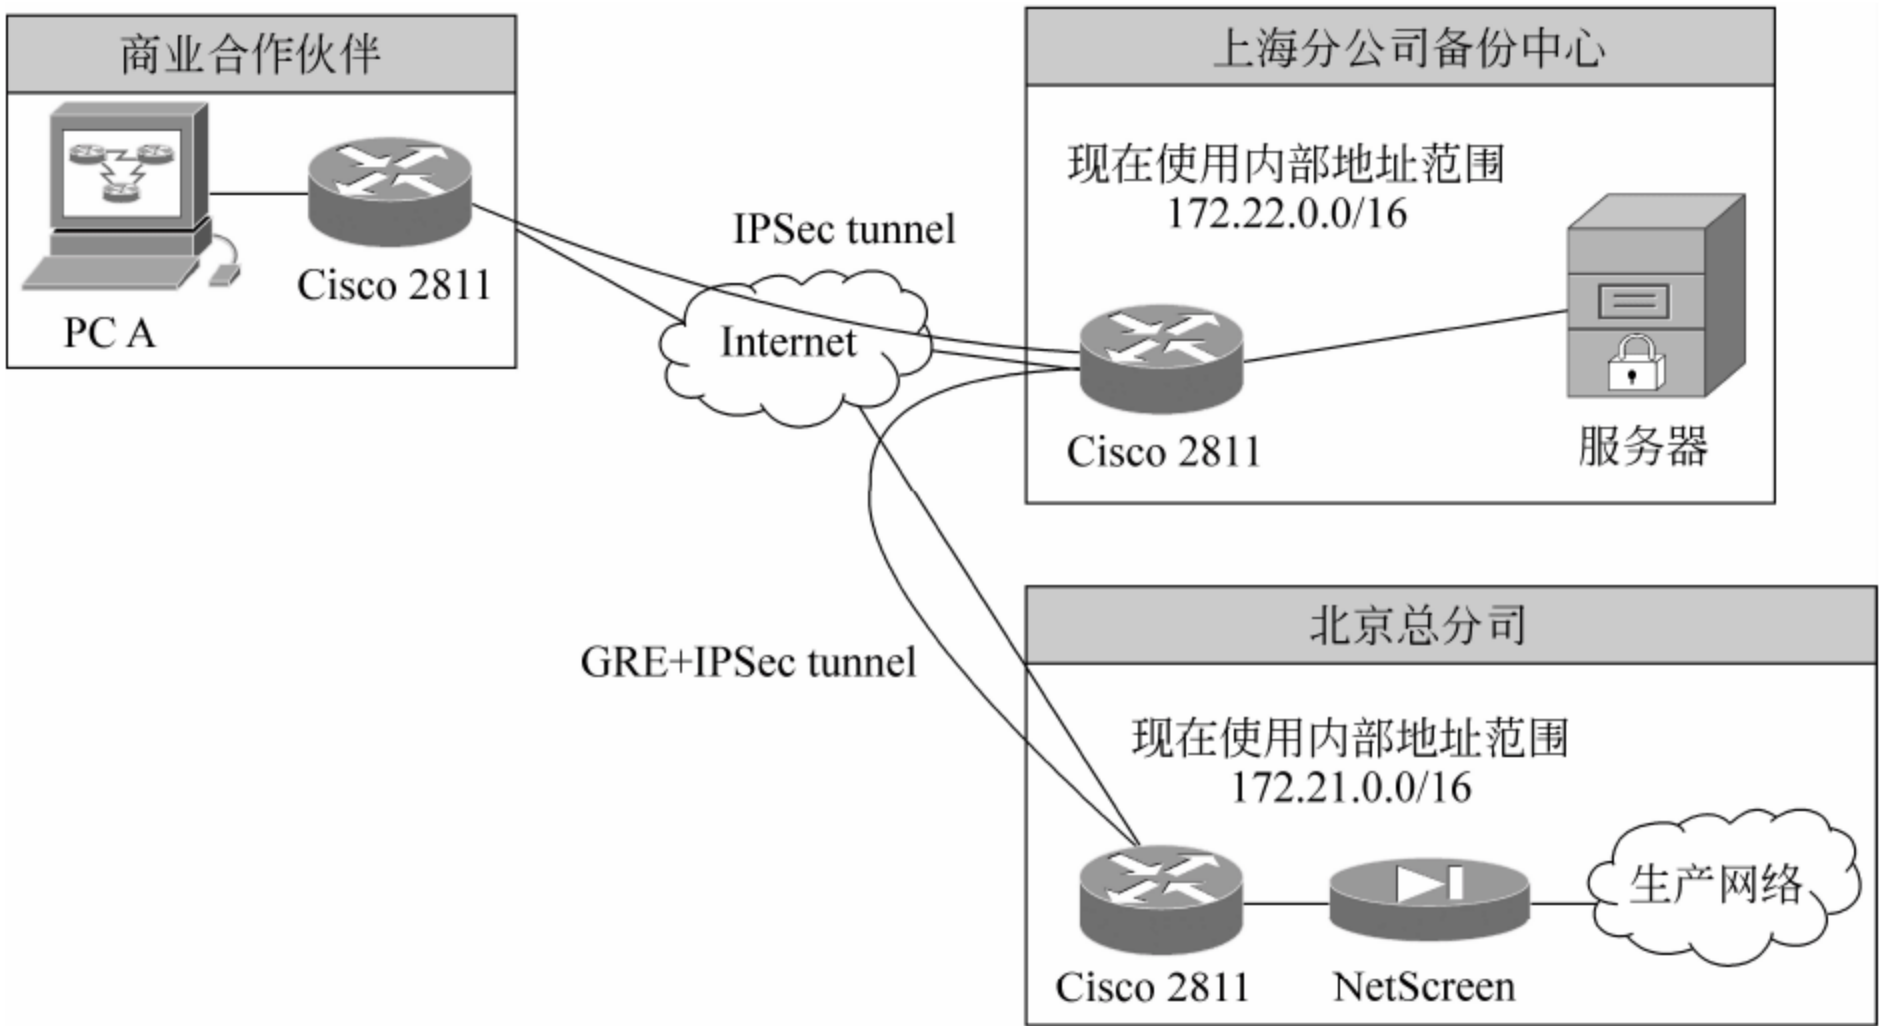 商业合作伙伴
PC A
Cisco 2811
IPSec tunnel
Internet
上海分公司备份中心
现在使用内部地址范围
172.22.0.0/16
Cisco 2811
服务器
GRE+IPSec tunnel
北京总分司
现在使用内部地址范围
172.21.0.0/16
生产网络
Cisco 2811
NetScreen